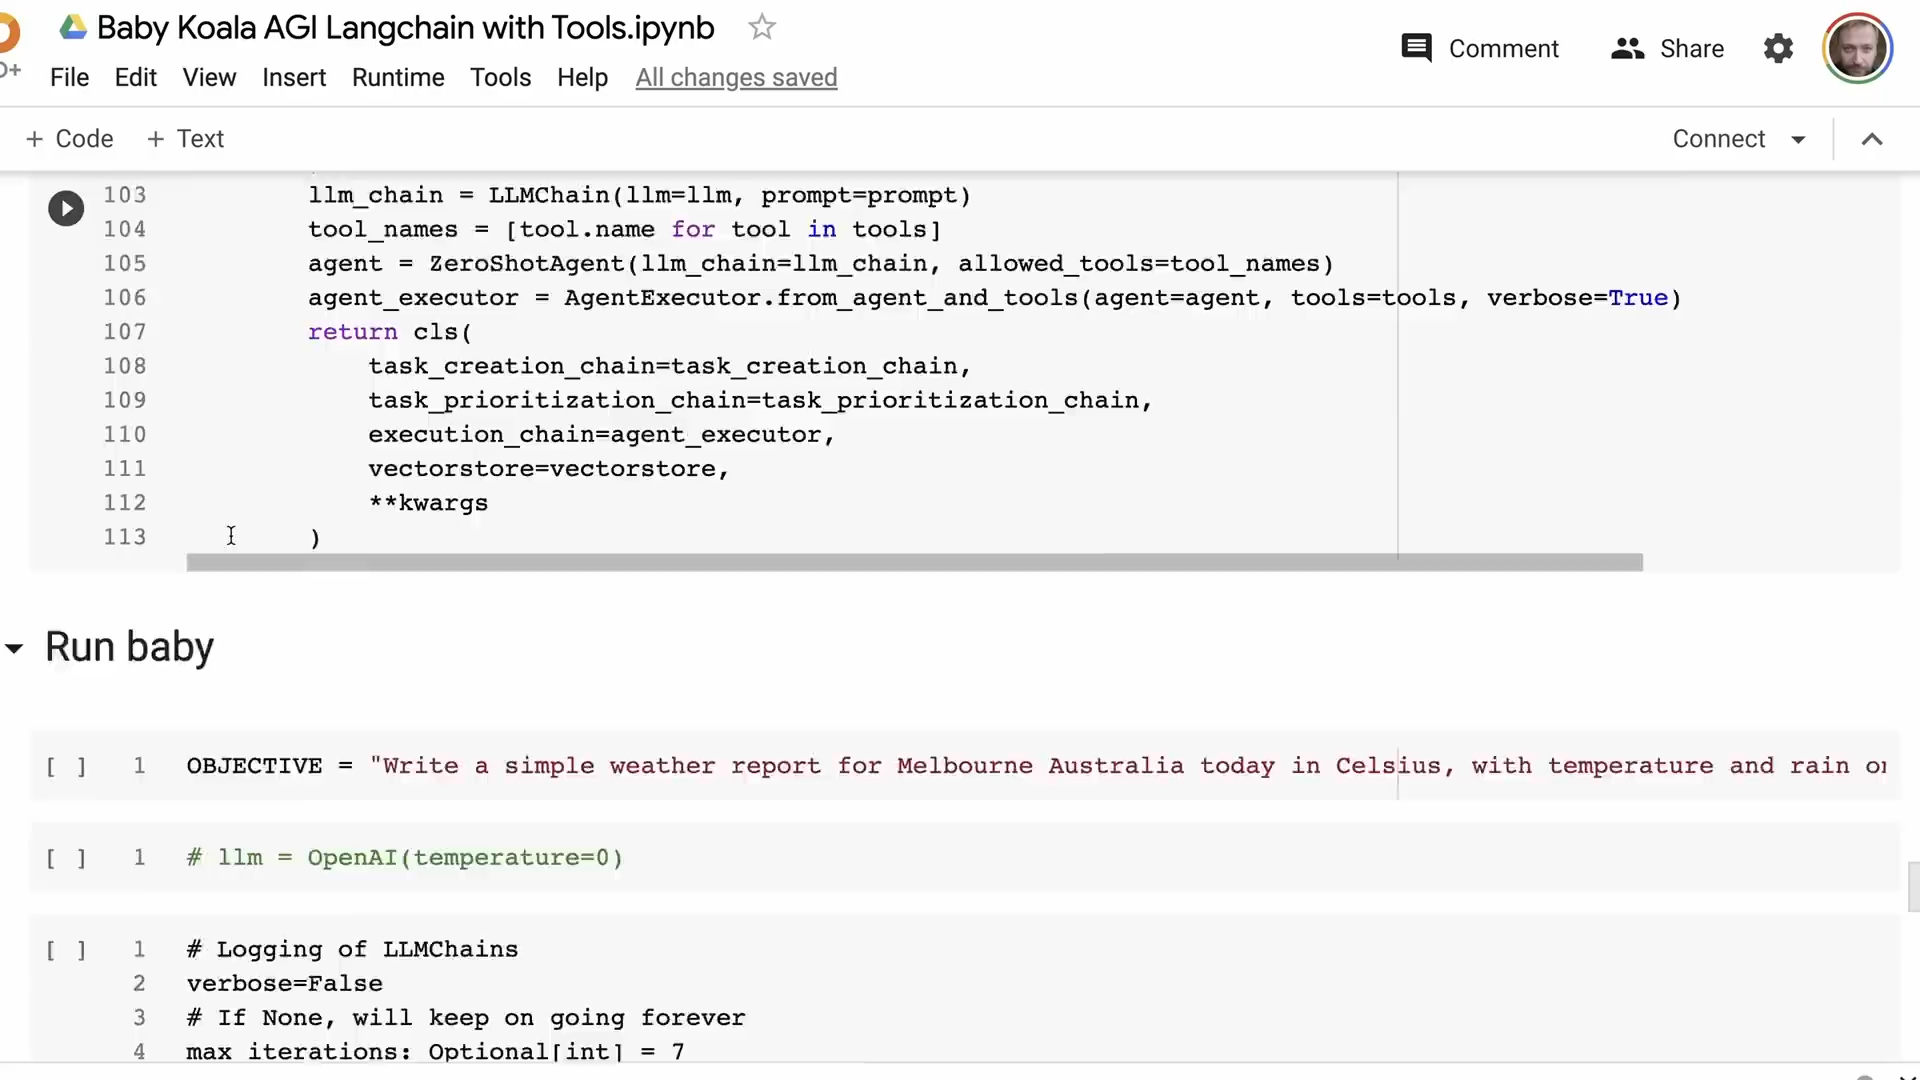 Baby Koala AGI Langchain with Tools.ipynb
Comment
Share
File Edit View Insert Runtime Tools Help All changes saved
+ Code + Text
Connect
103 llm_chain = LLMChain(llm=llm, prompt=prompt)
104 tool_names = [tool.name for tool in tools]
105 agent = ZeroShotAgent(llm_chain=llm_chain, allowed_tools=tool_names)
106 agent_executor = AgentExecutor.from_agent_and_tools(agent=agent, tools=tools, verbose=True)
107 return cls(
108 task_creation_chain=task_creation_chain,
109 task_prioritization_chain=task_prioritization_chain,
110 execution_chain=agent_executor,
111 vectorstore=vectorstore,
112 **kwargs
113 )
Run baby
[ ] 1 OBJECTIVE = "Write a simple weather report for Melbourne Australia today in Celsius, with temperature and rain
[ ] 1 # llm = OpenAI(temperature=0)
[ ] 1 # Logging of LLMChains
2 verbose=False
3 # If None, will keep on going forever
4 max iterations: Optional[int] = 7